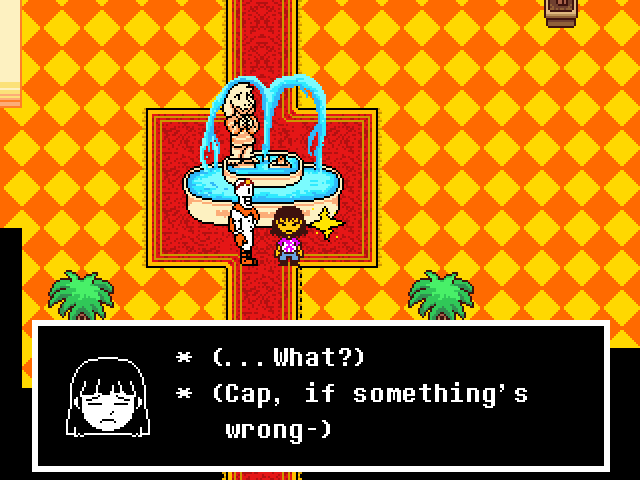 * (...What?)
* (Cap, if something's
wrong-)